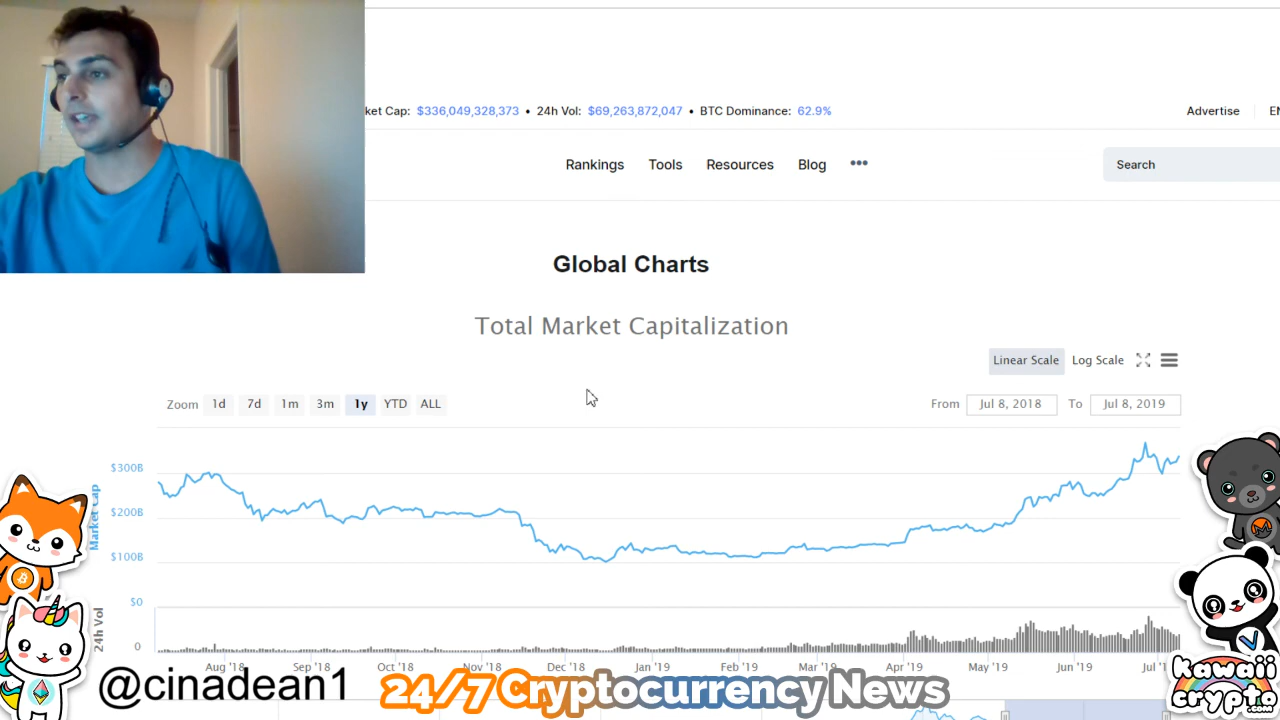 ket Cap: $336,049,328,373 • 24h Vol: $69,263,872,047 • BTC Dominance: 62.9%
Advertise
EN
Rankings Tools Resources Blog •••
Search
Global Charts
Total Market Capitalization
Linear Scale Log Scale
Zoom 1d 7d 1m 3m 1y YTD ALL
From Jul 8, 2018 To Jul 8, 2019
$300B
$200B
$100B
$0
Market Cap
24h Vol
0
Aug '18 Sep '18 Oct '18 Nov '18 Dec '18 Jan '19 Feb '19 Mar '19 Apr '19 May '19 Jun '19 Jul '1
@cinadean1
24/7 Cryptocurrency News
kawaii
crypto
.com